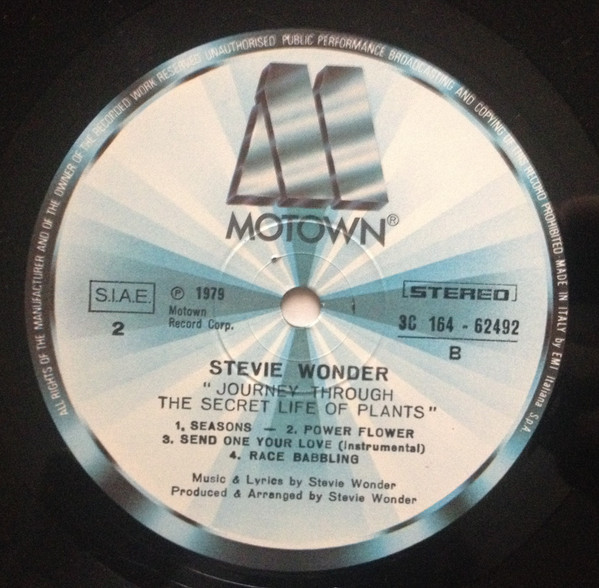 ALL RIGHTS OF THE MANUFACTURER AND OF THE OWNER OF THE RECORDED WORK RESERVED UNAUTHORISED PUBLIC PERFORMANCE BROADCASTING AND COPYING OF THE RECORD PROHIBITED MADE IN ITALY by EMI Italiana S.p.A.
M
MOTOWN®
S.I.A.E.
2
℗ 1979
Motown
Record Corp.
STEREO
3C 164 - 62492
B
STEVIE WONDER
"JOURNEY THROUGH
THE SECRET LIFE OF PLANTS"
1. SEASONS — 2. POWER FLOWER
3. SEND ONE YOUR LOVE (instrumental)
4. RACE BABBLING
Music & Lyrics by Stevie Wonder
Produced & Arranged by Stevie Wonder